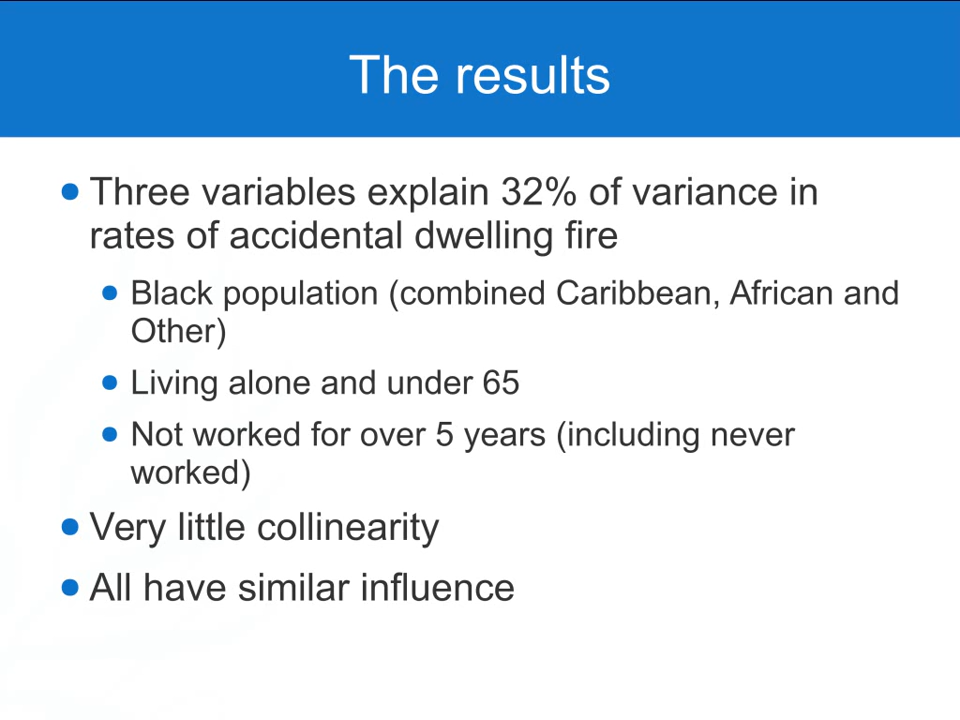 The results
Three variables explain 32% of variance in
rates of accidental dwelling fire
Black population (combined Caribbean, African and
Other)
Living alone and under 65
Not worked for over 5 years (including never
worked)
Very little collinearity
All have similar influence